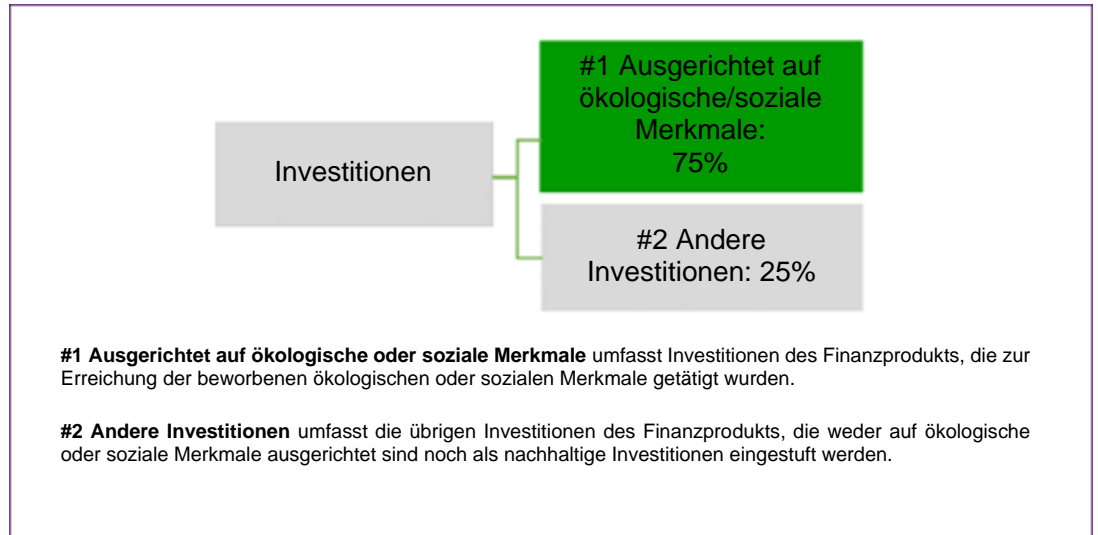 #1 Ausgerichtet auf
ökologische/soziale
Merkmale:
75%
Investitionen
#2 Andere
Investitionen: 25%
#1 Ausgerichtet auf ökologische oder soziale Merkmale umfasst Investitionen des Finanzprodukts, die zur
Erreichung der beworbenen ökologischen oder sozialen Merkmale getätigt wurden.
#2 Andere Investitionen umfasst die übrigen Investitionen des Finanzprodukts, die weder auf ökologische
oder soziale Merkmale ausgerichtet sind noch als nachhaltige Investitionen eingestuft werden.